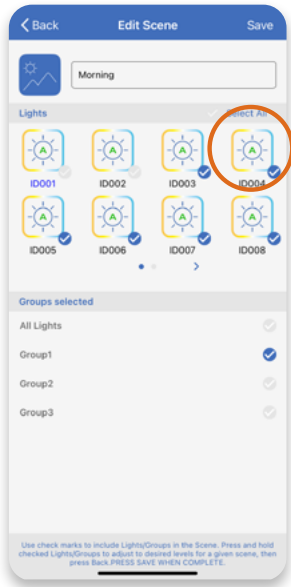 Back Edit Scene Save
Morning
Lights Select All
A A A A
ID001 ID002 ID003 ID004
A A A A
ID005 ID006 ID007 ID008
Groups selected
All Lights
Group1
Group2
Group3
Use check marks to include Lights/Groups in the Scene. Press and hold
checked Lights/Groups to adjust to desired levels for a given scene, then
press Back.PRESS SAVE WHEN COMPLETE.